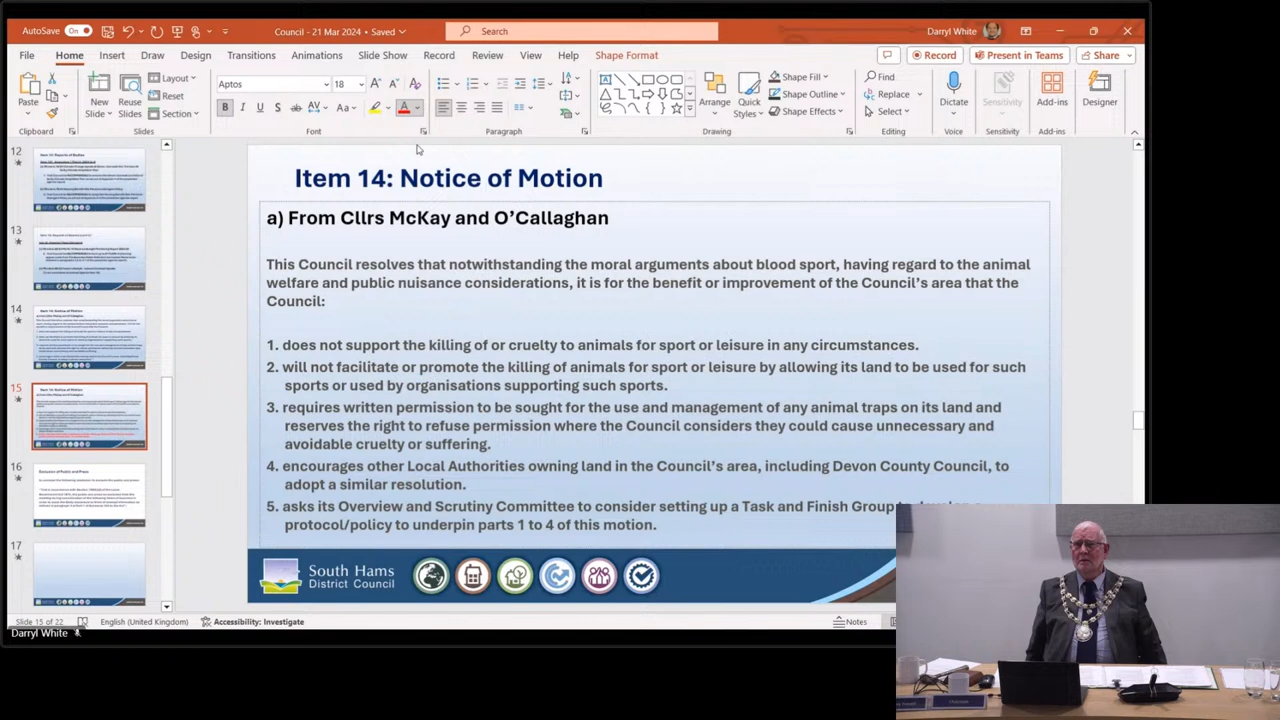 AutoSave On
Council - 21 Mar 2024 • Saved
Search
Darryl White
File Home Insert Draw Design Transitions Animations Slide Show Record Review View Help Shape Format
Record
Present in Teams
Share
Paste
Clipboard
New
Slide
Reuse
Slides
Layout
Reset
Section
Slides
Aptos
18
Font
Paragraph
Arrange
Quick
Styles
Shape Fill
Shape Outline
Shape Effects
Drawing
Find
Replace
Select
Editing
Dictate
Voice
Sensitivity
Sensitivity
Add-ins
Add-ins
Designer
12
13
14
15
16
17
Item 14: Notice of Motion
a) From Cllrs McKay and O’Callaghan
This Council resolves that notwithstanding the moral arguments about blood sport, having regard to the animal
welfare and public nuisance considerations, it is for the benefit or improvement of the Council’s area that the
Council:
1. does not support the killing of or cruelty to animals for sport or leisure in any circumstances.
2. will not facilitate or promote the killing of animals for sport or leisure by allowing its land to be used for such
sports or used by organisations supporting such sports.
3. requires written permission to be sought for the use and management of any animal traps on its land and
reserves the right to refuse permission where the Council consider they could cause unnecessary and
avoidable cruelty or suffering.
4. encourages other Local Authorities owning land in the Council’s area, including Devon County Council, to
adopt a similar resolution.
5. asks its Overview and Scrutiny Committee to consider setting up a Task and Finish Group
protocol/policy to underpin parts 1 to 4 of this motion.
South Hams
District Council
Slide 15 of 22
English (United Kingdom)
Accessibility: Investigate
Notes
Darryl White